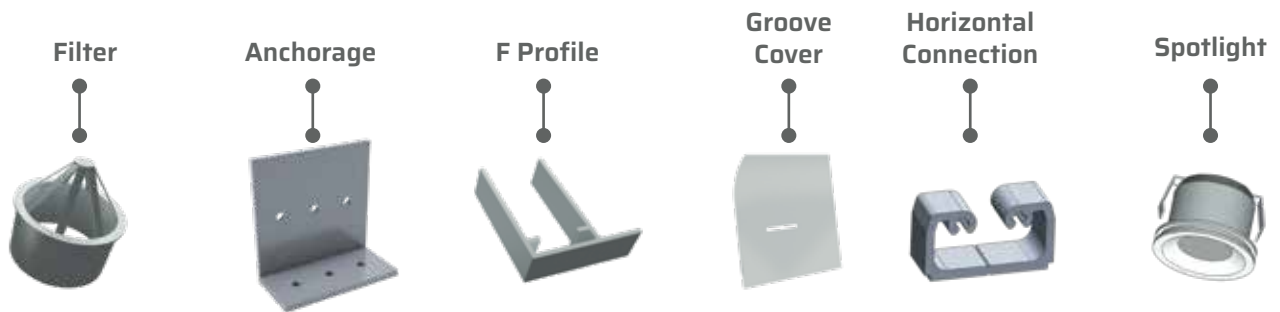 Filter
Anchorage
F Profile
Groove
Cover
Horizontal
Connection
Spotlight